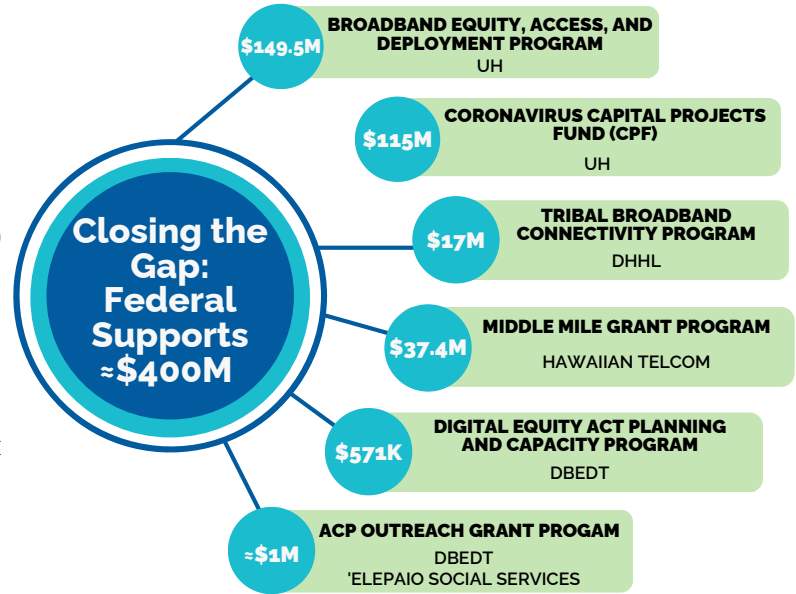 $149.5M
BROADBAND EQUITY, ACCESS, AND
DEPLOYMENT PROGRAM
UH
$115M
CORONAVIRUS CAPITAL PROJECTS
FUND (CPF)
UH
Closing the
Gap:
Federal
Supports
≈$400M
$17M
TRIBAL BROADBAND
CONNECTIVITY PROGRAM
DHHL
$37.4M
MIDDLE MILE GRANT PROGRAM
HAWAIIAN TELCOM
$571K
DIGITAL EQUITY ACT PLANNING
AND CAPACITY PROGRAM
DBEDT
≈$1M
ACP OUTREACH GRANT PROGAM
DBEDT
'ELEPAIO SOCIAL SERVICES